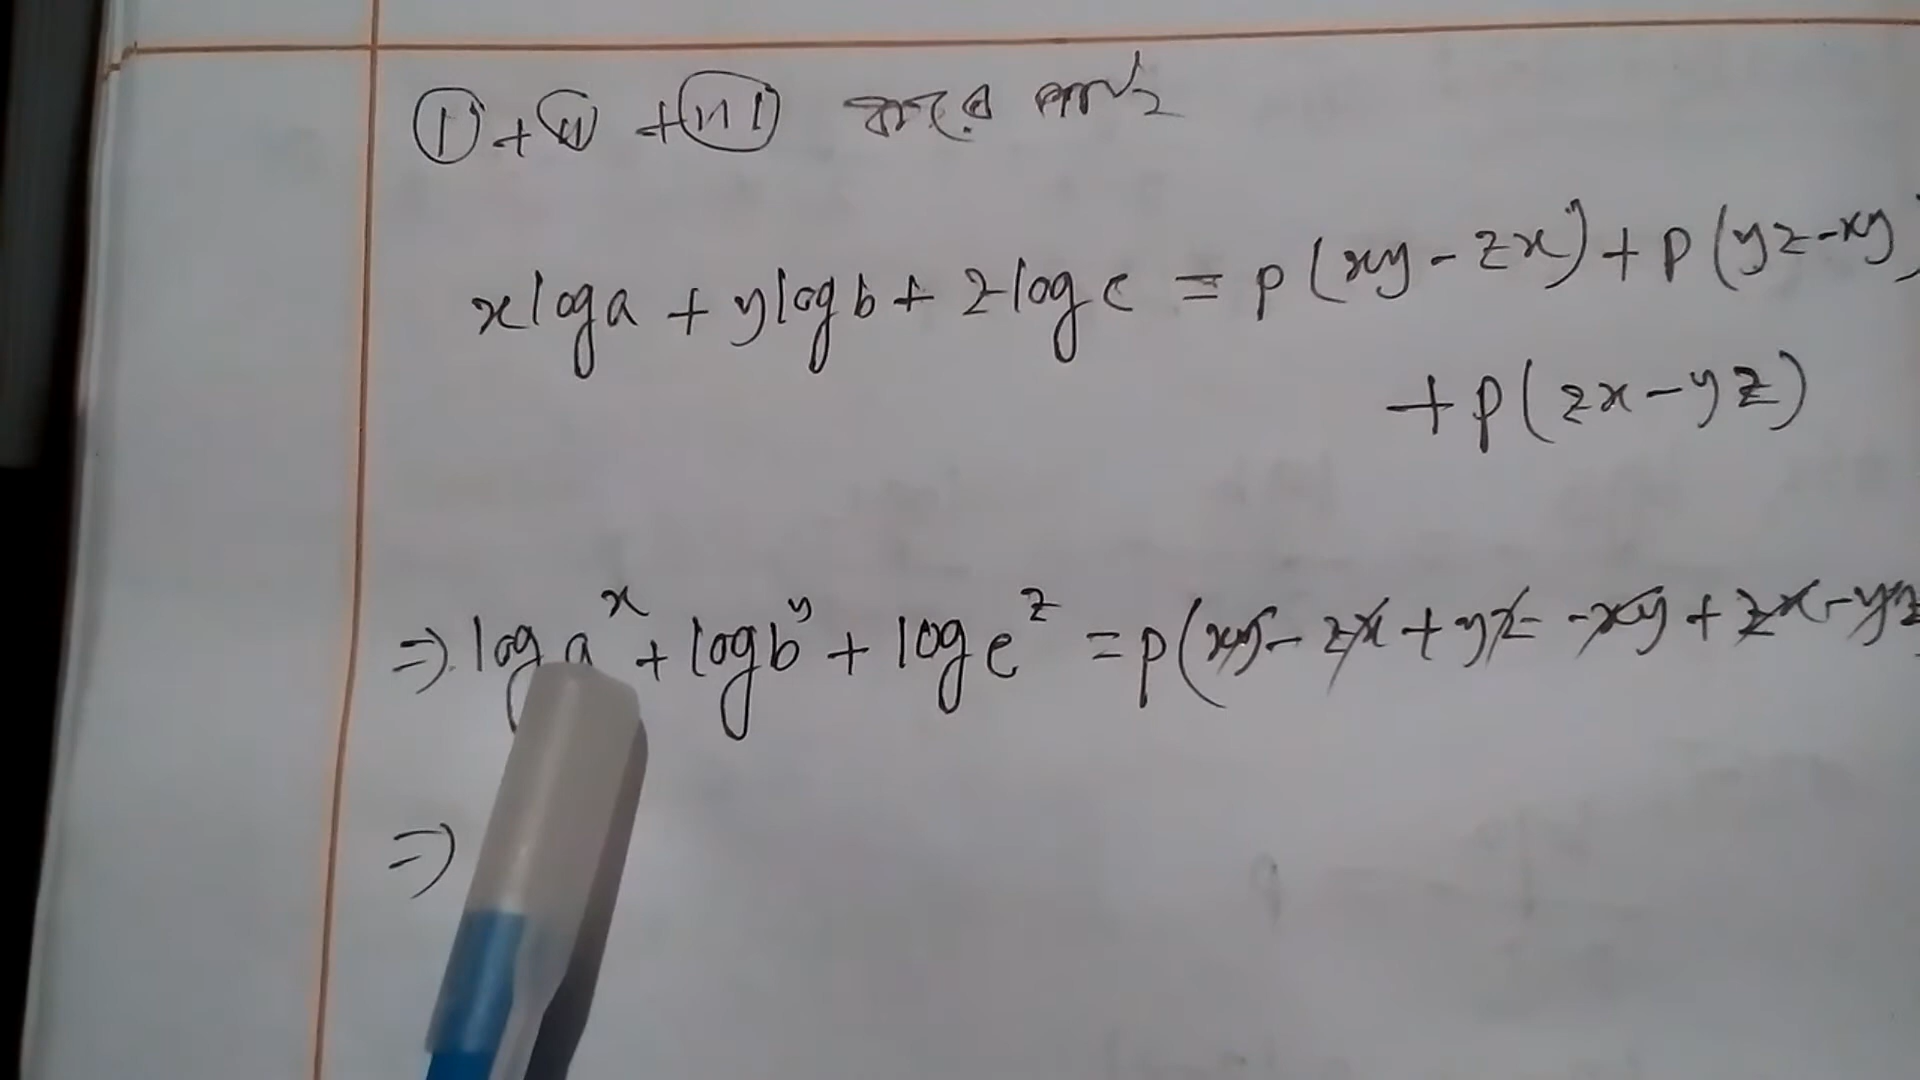 (i) + (ii) + (iii) করে পাই
x log a + y log b + z log c = p (xy - zx) + p (yz - xy)
+ p (zx - yz)
⇒ log a^x + log b^y + log c^z = p (xy - zx + yz - xy + zx - yz
⇒